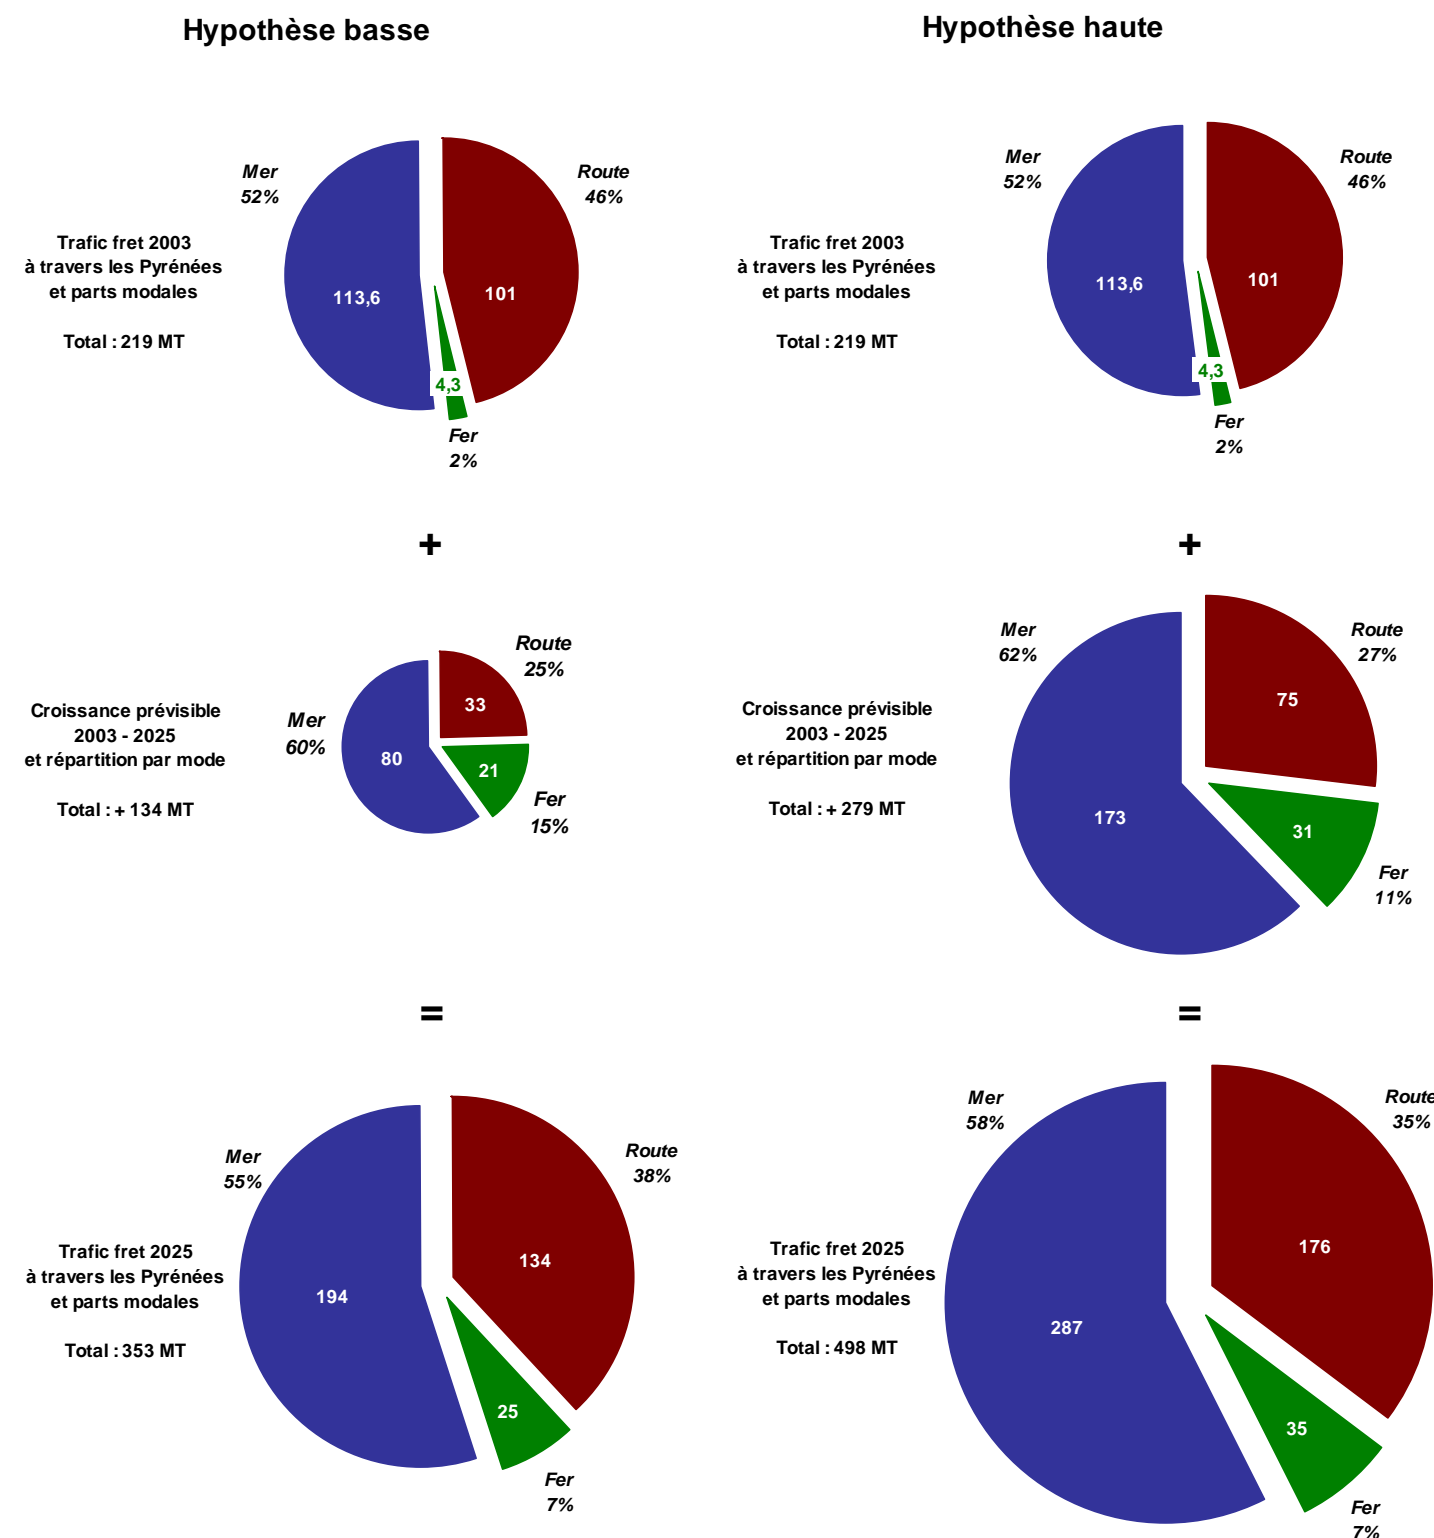 Hypothèse basse
Hypothèse haute
Mer
52%
Route
46%
Trafic fret 2003
à travers les Pyrénées
et parts modales
Total : 219 MT
113,6
101
4,3
Fer
2%
Mer
52%
Route
46%
Trafic fret 2003
à travers les Pyrénées
et parts modales
Total : 219 MT
113,6
101
4,3
Fer
2%
+
+
Route
25%
Mer
60%
33
80
21
Fer
15%
Croissance prévisible
2003 - 2025
et répartition par mode
Total : + 134 MT
Mer
62%
Route
27%
75
173
31
Fer
11%
Croissance prévisible
2003 - 2025
et répartition par mode
Total : + 279 MT
=
=
Mer
55%
Route
38%
Trafic fret 2025
à travers les Pyrénées
et parts modales
Total : 353 MT
194
134
25
Fer
7%
Mer
58%
Route
35%
Trafic fret 2025
à travers les Pyrénées
et parts modales
Total : 498 MT
287
176
35
Fer
7%